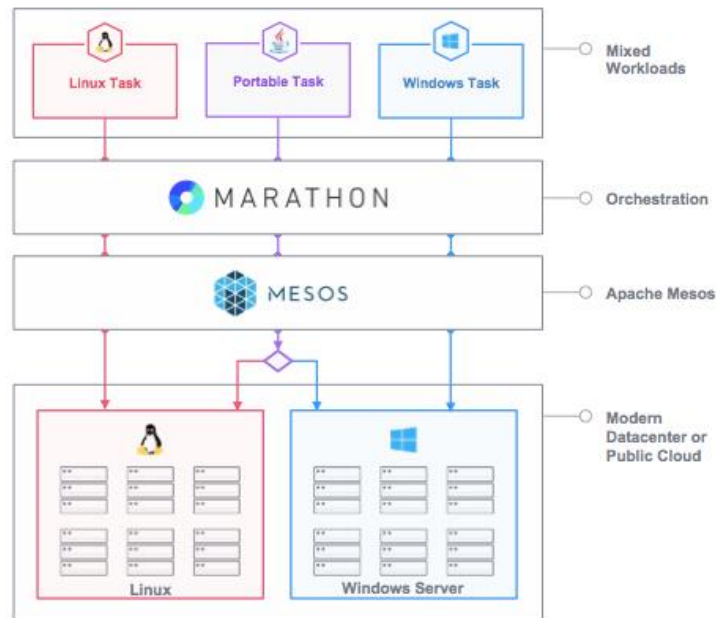 Linux Task
Portable Task
Windows Task
Mixed
Workloads
MARATHON
Orchestration
MESOS
Apache Mesos
Modern
Datacenter or
Public Cloud
Linux
Windows Server